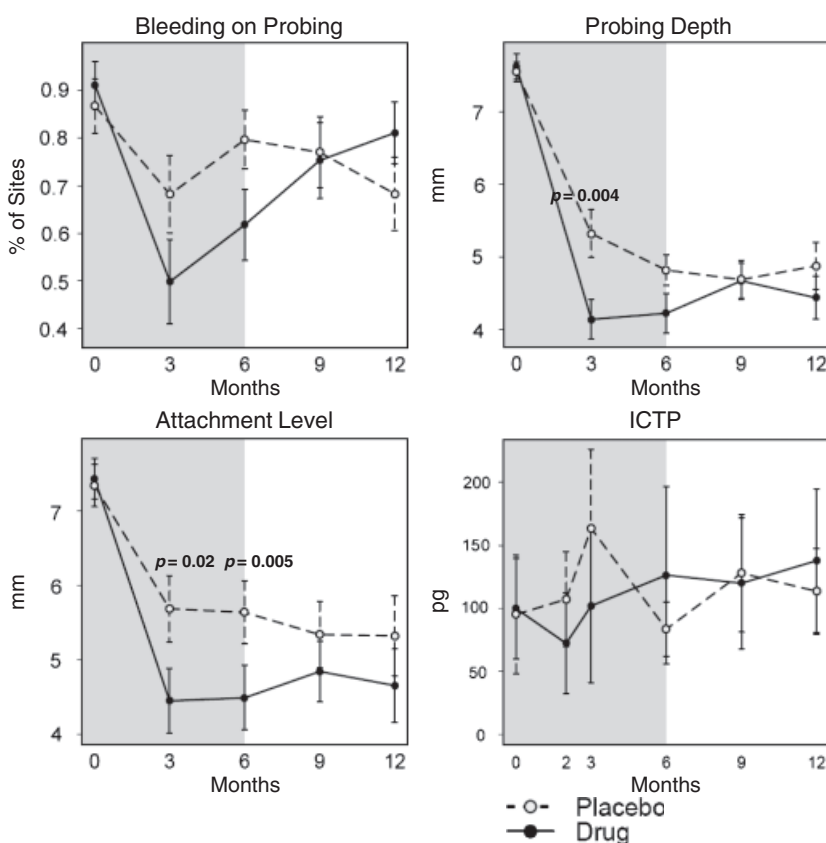 Bleeding on Probing
% of Sites
0.9
0.8
0.7
0.6
0.5
0.4
0 3 6 9 12
Months
Probing Depth
mm
7
6
5
4
p= 0.004
0 3 6 9 12
Months
Attachment Level
mm
7
6
5
4
p= 0.02 p= 0.005
0 3 6 9 12
Months
ICTP
pg
200
150
100
50
0
0 2 3 6 9 12
Months
Placebo
Drug